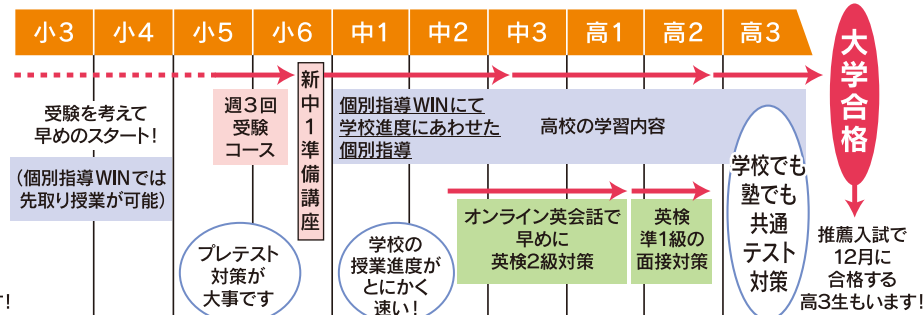 小3 小4 小5 小6 中1 中2 中3 高1 高2 高3
大学合格
受験を考えて
早めのスタート!
(個別指導WINでは
先取り授業が可能)
週3回
受験
コース
新中1準備講座
個別指導WINにて
学校進度にあわせた
個別指導
高校の学習内容
プレテスト
対策が
大事です
学校の
授業進度が
とにかく
速い!
オンライン英会話で
早めに
英検2級対策
英検
準1級の
面接対策
学校でも
塾でも
共通
テスト
対策
推薦入試で
12月に
合格する
高3生もいます!
!